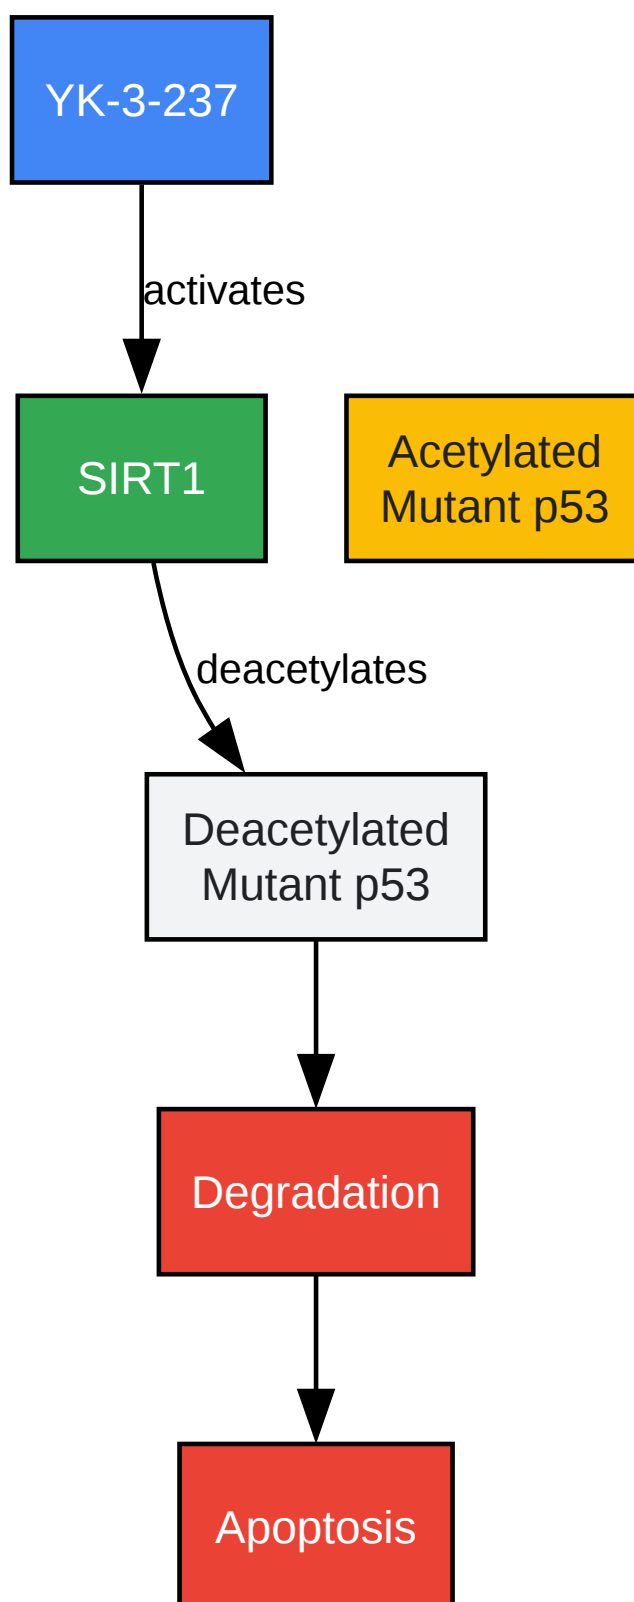 YK-3-237
activates
SIRT1
Acetylated
Mutant p53
deacetylates
Deacetylated
Mutant p53
Degradation
Apoptosis